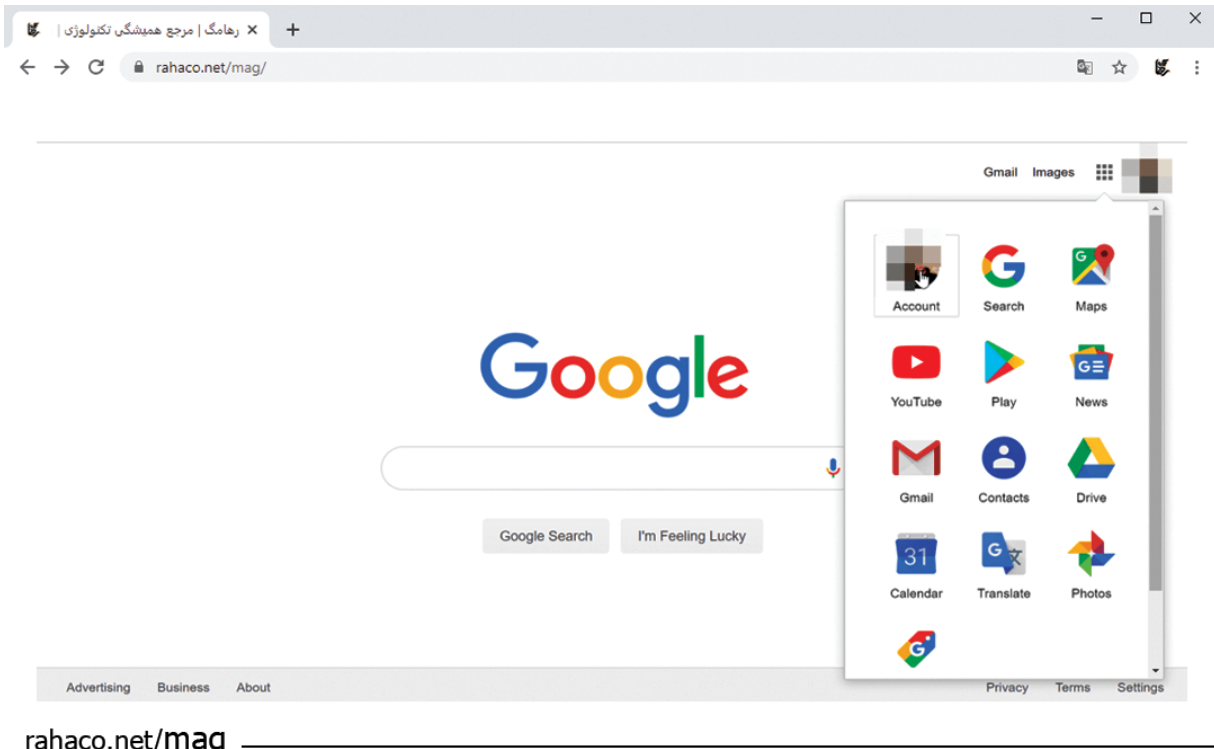 رهامگ | مرجع همیشگی تکنولوژی |
rahaco.net/mag/
Gmail Images
Account Search Maps
YouTube Play News
Gmail Contacts Drive
31
Calendar Translate Photos
Google
Google Search I'm Feeling Lucky
Advertising Business About
Privacy Terms Settings
rahaco.net/mag